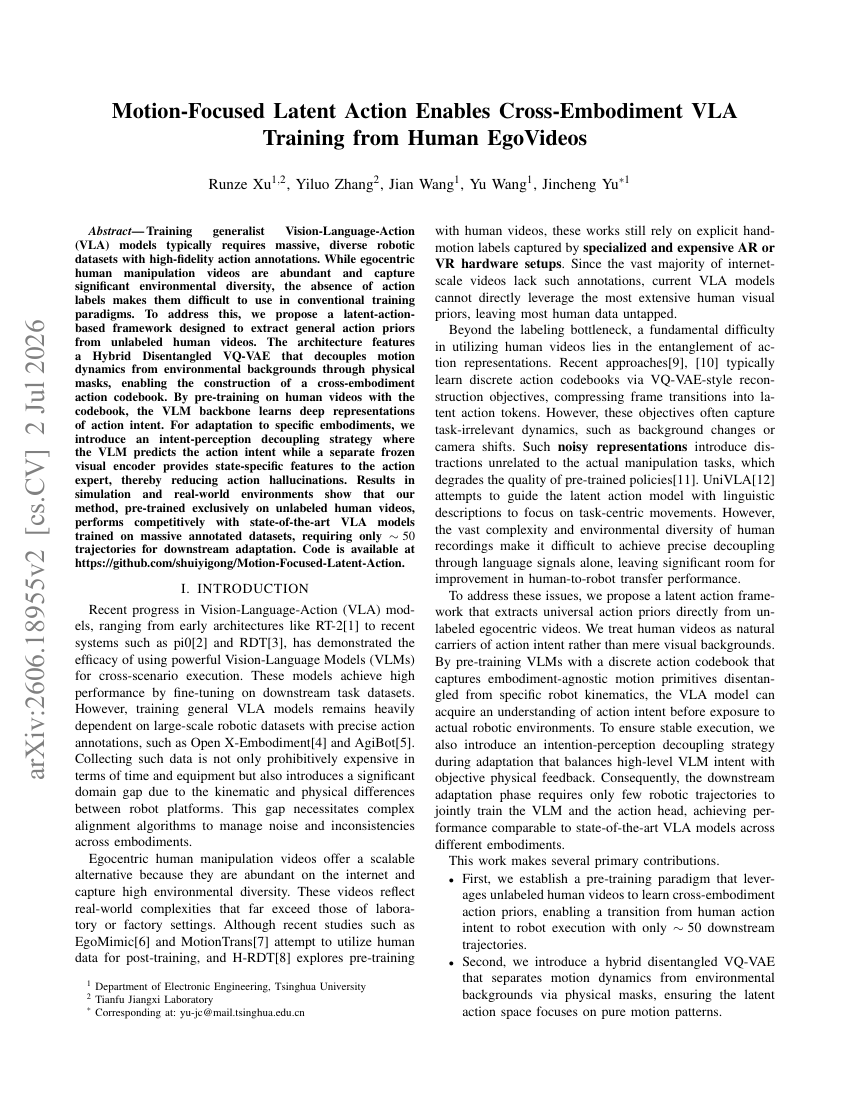 Motion-Focused Latent Action Enables Cross-Embodiment VLA
Training from Human EgoVideos
Runze Xu1,2, Yiluo Zhang2, Jian Wang1, Yu Wang1, Jincheng Yu*1
Abstract—Training generalist Vision-Language-Action
(VLA) models typically requires massive, diverse robotic
datasets with high-fidelity action annotations. While egocentric
human manipulation videos are abundant and capture
significant environmental diversity, the absence of action
labels makes them difficult to use in conventional training
paradigms. To address this, we propose a latent-action-
based framework designed to extract general action priors
from unlabeled human videos. The architecture features
a Hybrid Disentangled VQ-VAE that decouples motion
dynamics from environmental backgrounds through physical
masks, enabling the construction of a cross-embodiment
action codebook. By pre-training on human videos with the
codebook, the VLM backbone learns deep representations
of action intent. For adaptation to specific embodiments, we
introduce an intent-perception decoupling strategy where
the VLM predicts the action intent while a separate frozen
visual encoder provides state-specific features to the action
expert, thereby reducing action hallucinations. Results in
simulation and real-world environments show that our
method, pre-trained exclusively on unlabeled human videos,
performs competitively with state-of-the-art VLA models
trained on massive annotated datasets, requiring only ∼ 50
trajectories for downstream adaptation. Code is available at
https://github.com/shuiyigong/Motion-Focused-Latent-Action.
I. INTRODUCTION
Recent progress in Vision-Language-Action (VLA) mod-
els, ranging from early architectures like RT-2[1] to recent
systems such as pi0[2] and RDT[3], has demonstrated the
efficacy of using powerful Vision-Language Models (VLMs)
for cross-scenario execution. These models achieve high
performance by fine-tuning on downstream task datasets.
However, training general VLA models remains heavily
dependent on large-scale robotic datasets with precise action
annotations, such as Open X-Embodiment[4] and AgiBot[5].
Collecting such data is not only prohibitively expensive in
terms of time and equipment but also introduces a significant
domain gap due to the kinematic and physical differences
between robot platforms. This gap necessitates complex
alignment algorithms to manage noise and inconsistencies
across embodiments.
Egocentric human manipulation videos offer a scalable
alternative because they are abundant on the internet and
capture high environmental diversity. These videos reflect
real-world complexities that far exceed those of labora-
tory or factory settings. Although recent studies such as
EgoMimic[6] and MotionTrans[7] attempt to utilize human
data for post-training, and H-RDT[8] explores pre-training
1 Department of Electronic Engineering, Tsinghua University
2 Tianfu Jiangxi Laboratory
* Corresponding at: yu-jc@mail.tsinghua.edu.cn
with human videos, these works still rely on explicit hand-
motion labels captured by specialized and expensive AR or
VR hardware setups. Since the vast majority of internet-
scale videos lack such annotations, current VLA models
cannot directly leverage the most extensive human visual
priors, leaving most human data untapped.
Beyond the labeling bottleneck, a fundamental difficulty
in utilizing human videos lies in the entanglement of ac-
tion representations. Recent approaches[9], [10] typically
learn discrete action codebooks via VQ-VAE-style recon-
struction objectives, compressing frame transitions into la-
tent action tokens. However, these objectives often capture
task-irrelevant dynamics, such as background changes or
camera shifts. Such noisy representations introduce dis-
tractions unrelated to the actual manipulation tasks, which
degrades the quality of pre-trained policies[11]. UniVLA[12]
attempts to guide the latent action model with linguistic
descriptions to focus on task-centric movements. However,
the vast complexity and environmental diversity of human
recordings make it difficult to achieve precise decoupling
through language signals alone, leaving significant room for
improvement in human-to-robot transfer performance.
To address these issues, we propose a latent action frame-
work that extracts universal action priors directly from un-
labeled egocentric videos. We treat human videos as natural
carriers of action intent rather than mere visual backgrounds.
By pre-training VLMs with a discrete action codebook that
captures embodiment-agnostic motion primitives disentan-
gled from specific robot kinematics, the VLA model can
acquire an understanding of action intent before exposure to
actual robotic environments. To ensure stable execution, we
also introduce an intention-perception decoupling strategy
during adaptation that balances high-level VLM intent with
objective physical feedback. Consequently, the downstream
adaptation phase requires only few robotic trajectories to
jointly train the VLM and the action head, achieving per-
formance comparable to state-of-the-art VLA models across
different embodiments.
This work makes several primary contributions.
• First, we establish a pre-training paradigm that lever-
ages unlabeled human videos to learn cross-embodiment
action priors, enabling a transition from human action
intent to robot execution with only ∼ 50 downstream
trajectories.
• Second, we introduce a hybrid disentangled VQ-VAE
that separates motion dynamics from environmental
backgrounds via physical masks, ensuring the latent
action space focuses on pure motion patterns.
arXiv:2606.18955v2 [cs.CV] 2 Jul 2026